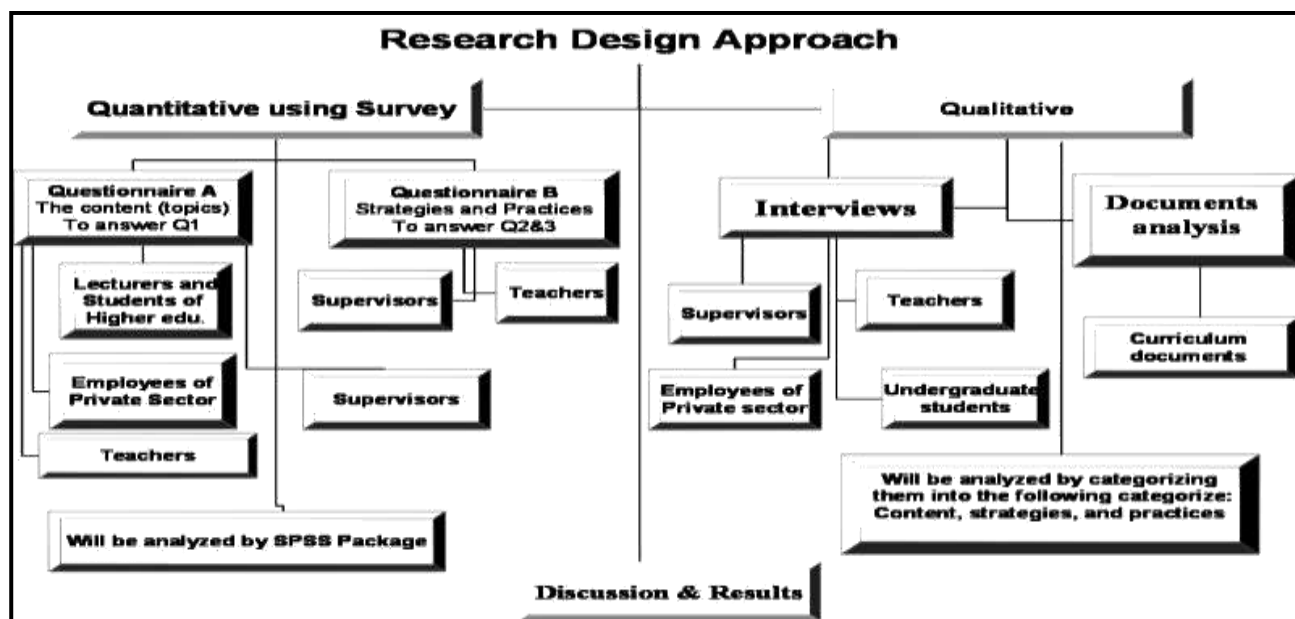 Research Design Approach
Quantitative using Survey
Qualitative
Questionnaire A
The content (topics)
To answer Q1
Questionnaire B
Strategies and Practices
To answer Q2&3
Interviews
Documents
analysis
Lecturers and
Students of
Higher edu.
Supervisors
Teachers
Supervisors
Teachers
Curriculum
documents
Employees of
Private Sector
Supervisors
Employees of
Private sector
Undergraduate
students
Teachers
Will be analyzed by categorizing
them into the following categorize:
Content, strategies, and practices
Will be analyzed by SPSS Package
Discussion & Results